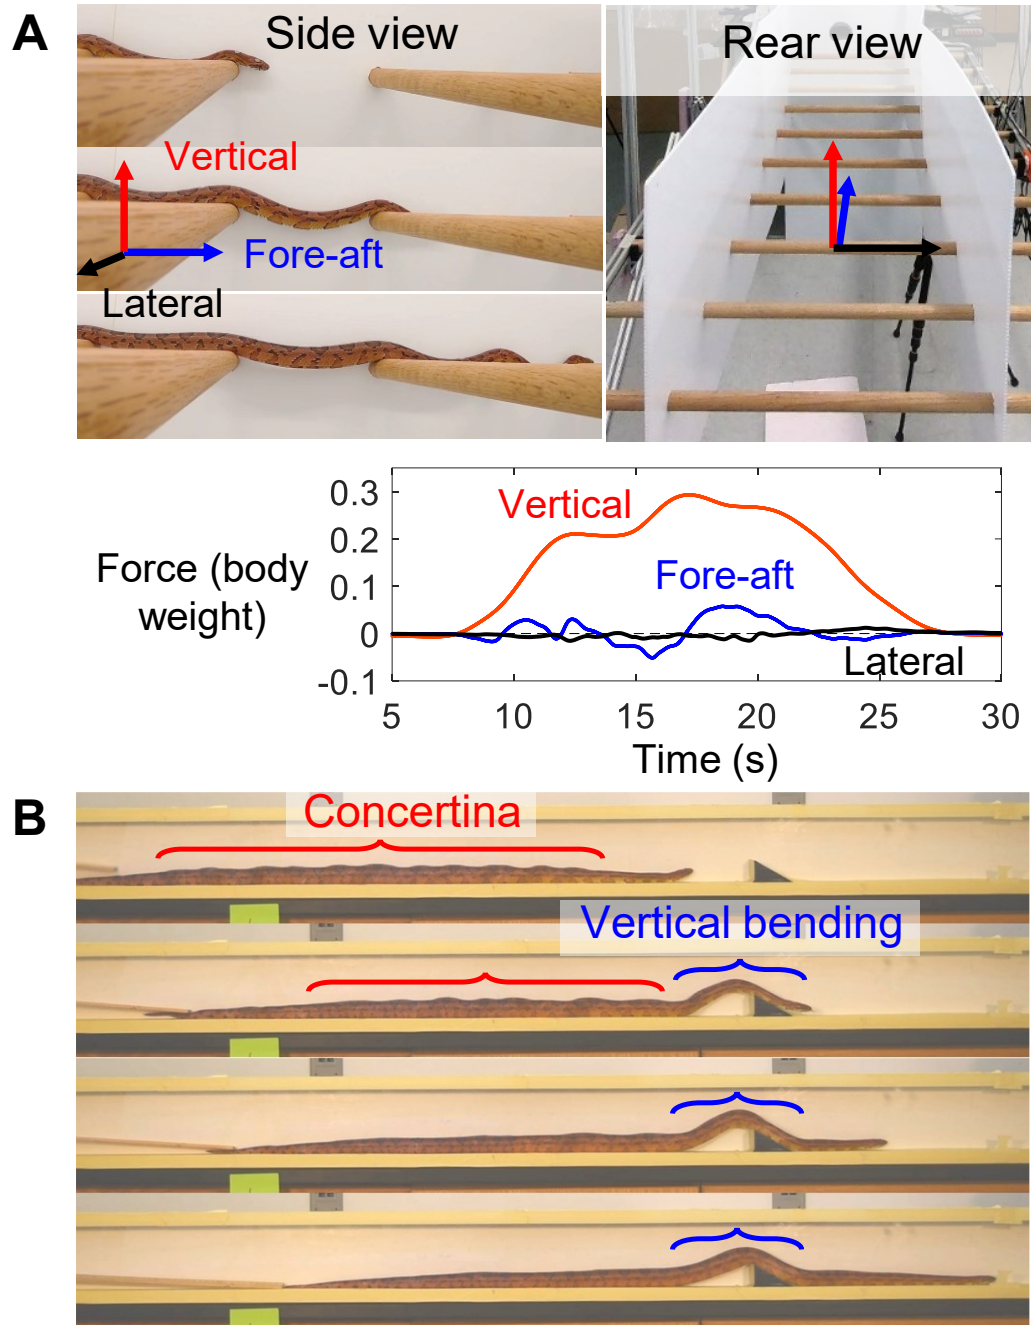 A
Side view
Rear view
Vertical
Fore-aft
Lateral
0.3
0.2
0.1
0
-0.1
Force (body
weight)
Vertical
Fore-aft
Lateral
5
10
15
20
25
30
Time (s)
B
Concertina
Vertical bending